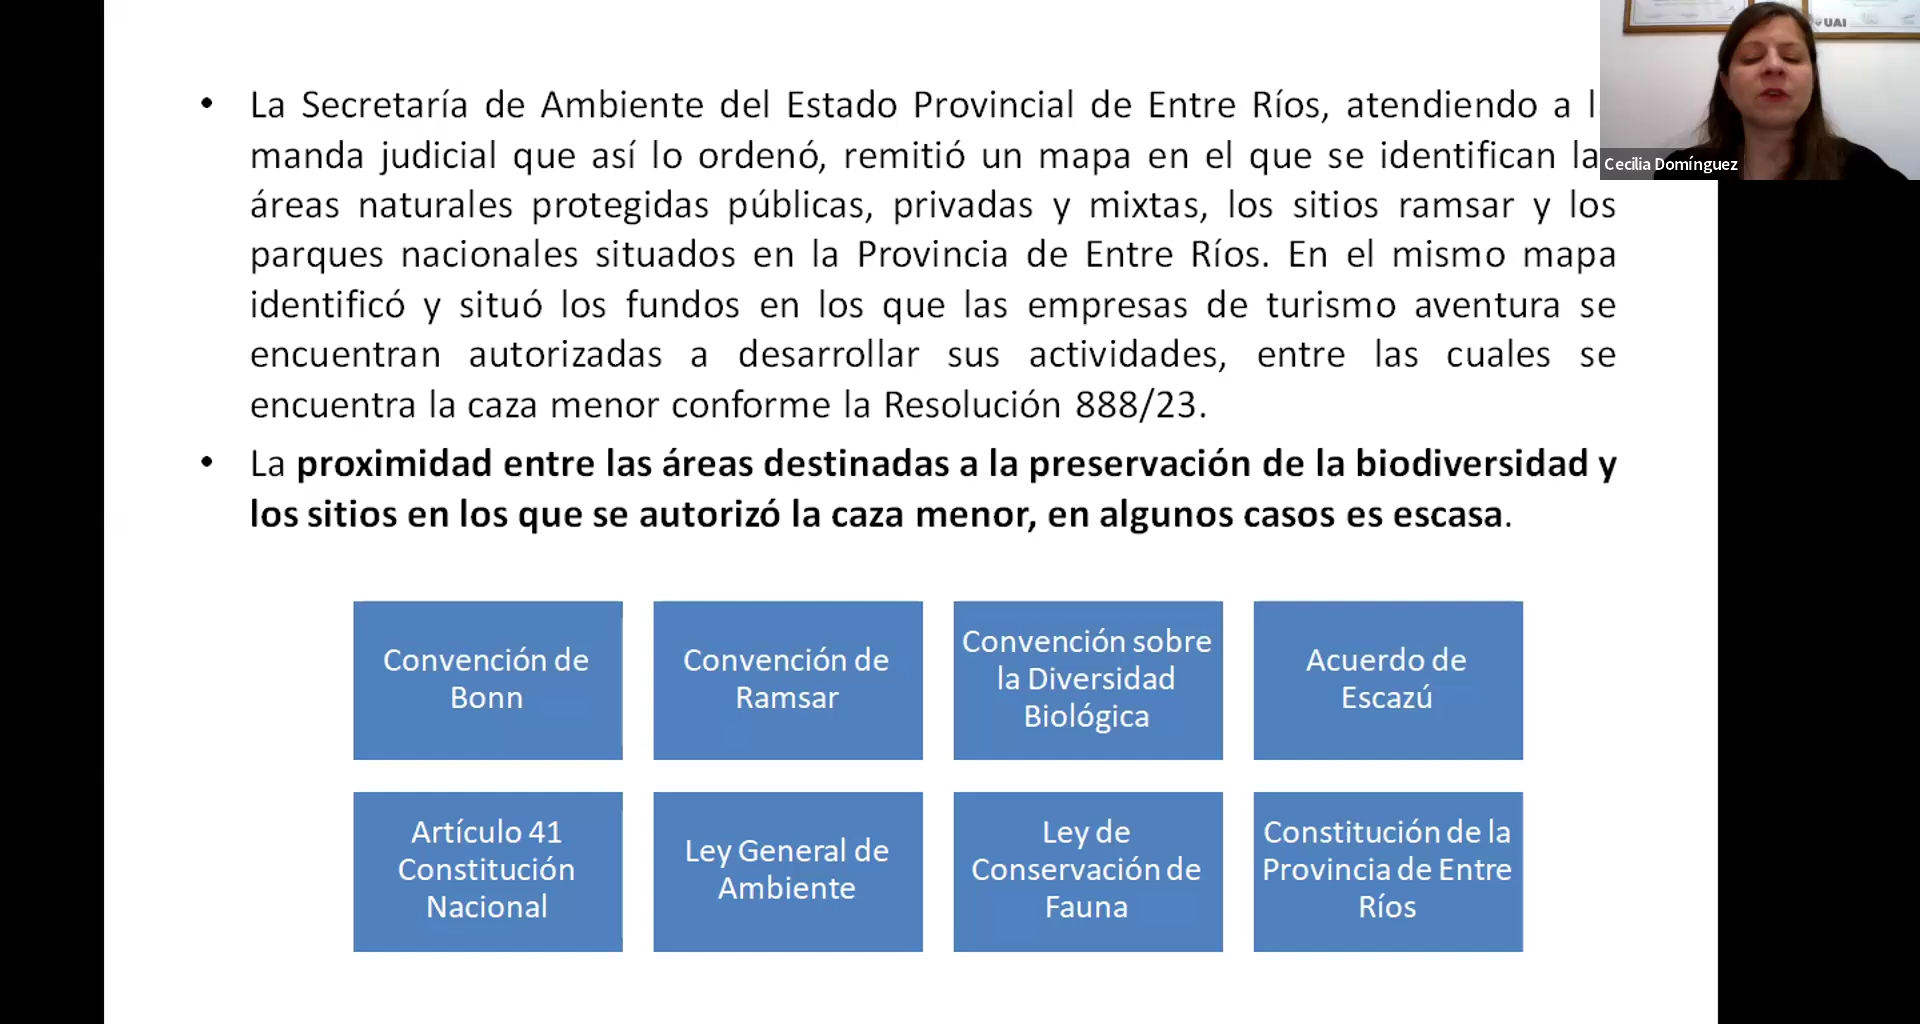 • La Secretaría de Ambiente del Estado Provincial de Entre Ríos, atendiendo a
manda judicial que así lo ordenó, remitió un mapa en el que se identifican
áreas naturales protegidas públicas, privadas y mixtas, los sitios ramsar y los
parques nacionales situados en la Provincia de Entre Ríos. En el mismo mapa
identificó y situó los fundos en los que las empresas de turismo aventura se
encuentran autorizadas a desarrollar sus actividades, entre las cuales se
encuentra la caza menor conforme la Resolución 888/23.
• La proximidad entre las áreas destinadas a la preservación de la biodiversidad y
los sitios en los que se autorizó la caza menor, en algunos casos es escasa.
Convención de
Bonn
Convención de
Ramsar
Convención sobre
la Diversidad
Biológica
Acuerdo de
Escazú
Artículo 41
Constitución
Nacional
Ley General de
Ambiente
Ley de
Conservación de
Fauna
Constitución de la
Provincia de Entre
Ríos
UAI
Cecilia Domínguez